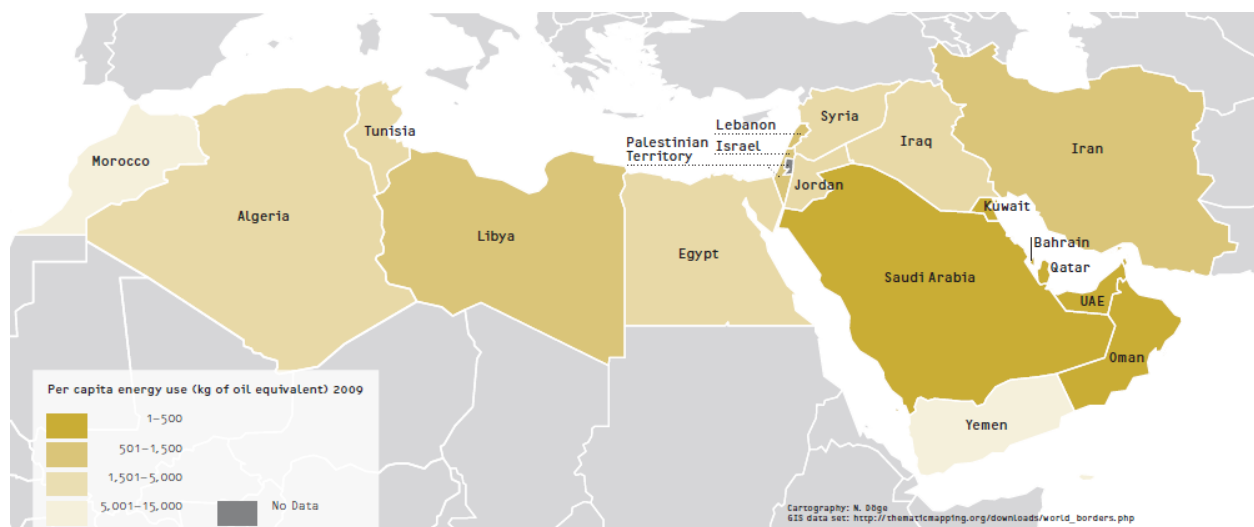 Tunisia
Morocco
Algeria
Libya
Egypt
Lebanon
Palestinian
Territory
Israel
Syria
Jordan
Iraq
Iran
Kuwait
Bahrain
Qatar
Saudi Arabia
UAE
Oman
Yemen
Per capita energy use (kg of oil equivalent) 2009
1–500
501–1,500
1,501–5,000
5,001–15,000
No Data
Cartography: N. Döge
GIS data set: http://thematicmapping.org/downloads/world_borders.php